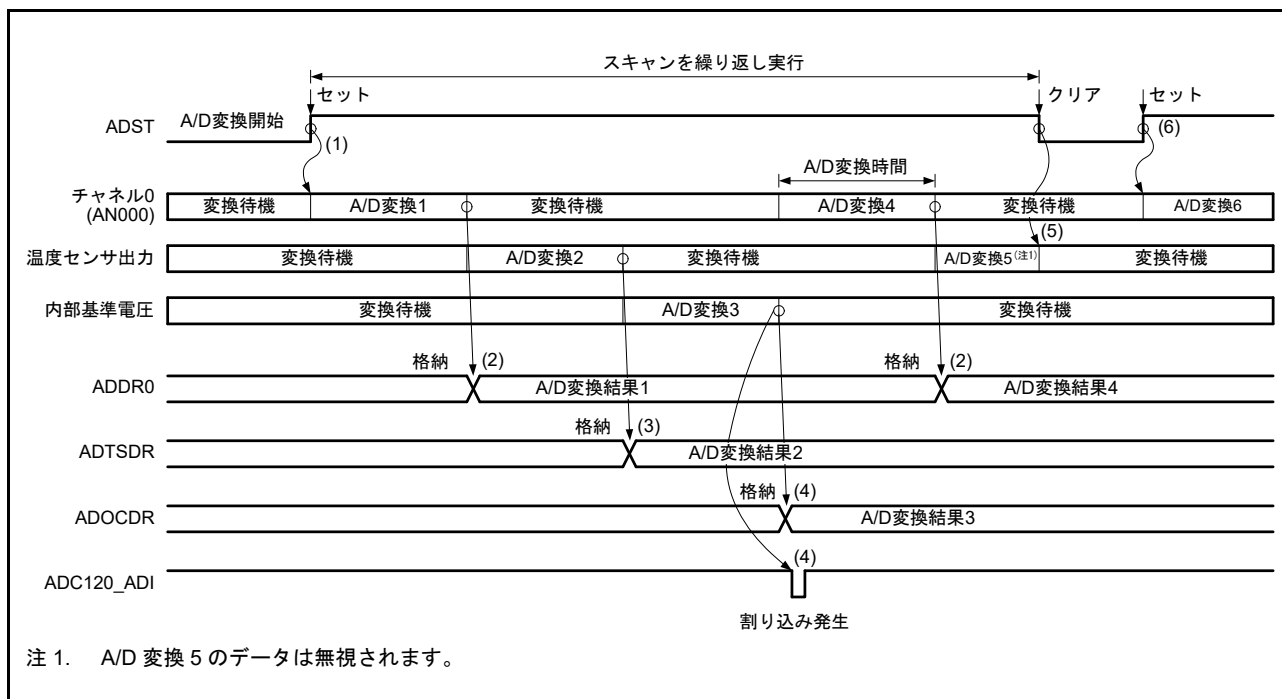 スキャンを繰り返し実行
セット
クリア
セット
ADST
A/D変換開始
(1)
(6)
A/D変換時間
チャネル0
(AN000)
変換待機
A/D変換1
変換待機
A/D変換4
変換待機
A/D変換6
(5)
温度センサ出力
変換待機
A/D変換2
変換待機
A/D変換5(注1)
変換待機
内部基準電圧
変換待機
A/D変換3
変換待機
格納
(2)
格納
(2)
ADDR0
A/D変換結果1
A/D変換結果4
格納
(3)
ADTSDR
A/D変換結果2
格納
(4)
ADOCDR
A/D変換結果3
(4)
ADC120_ADI
割り込み発生
注 1. A/D 変換 5 のデータは無視されます。